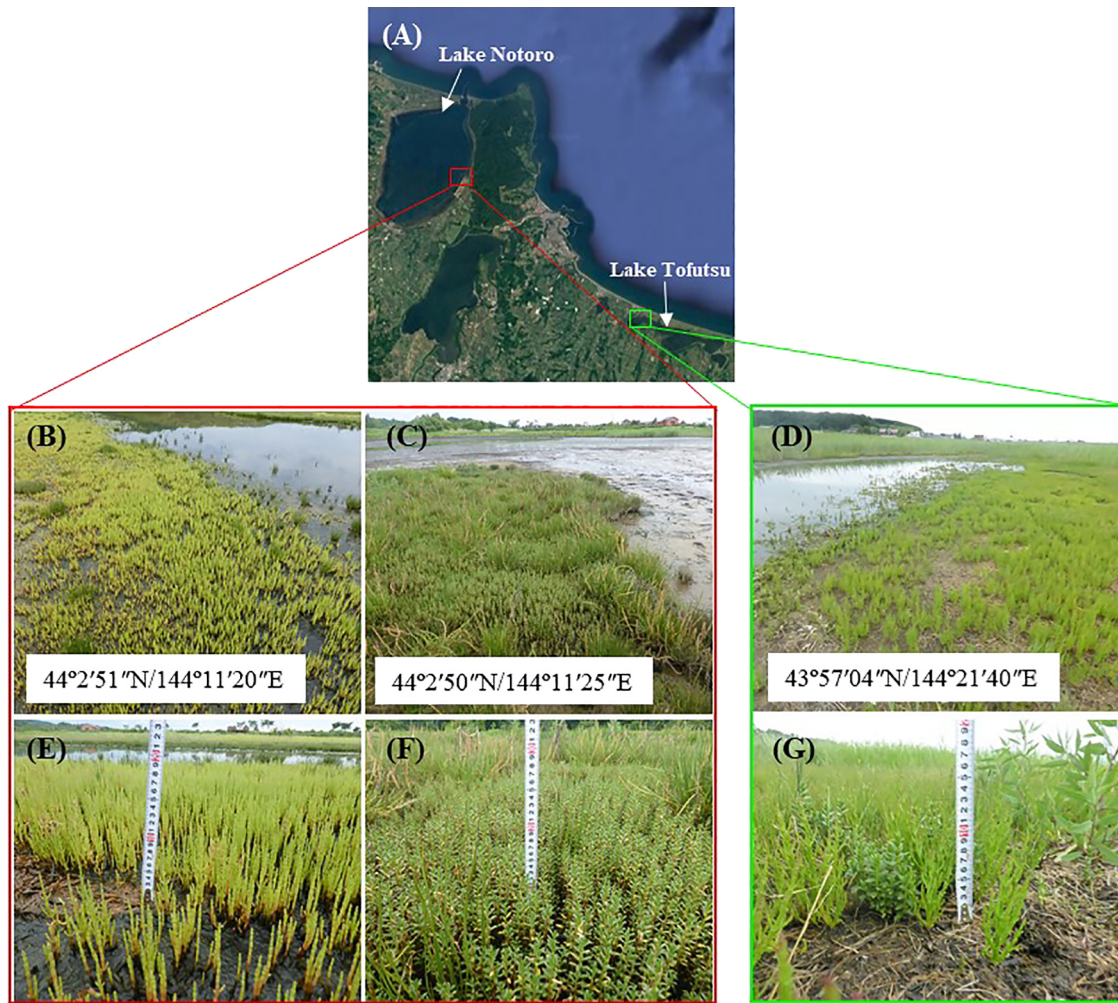 (A)
Lake Notoro
Lake Tofutsu
(B)
(C)
(D)
44°2′51″N/144°11′20″E
44°2′50″N/144°11′25″E
43°57′04″N/144°21′40″E
(E)
(F)
(G)